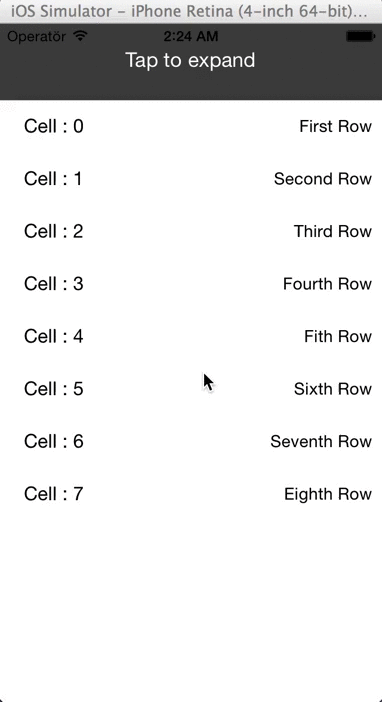 iOS Simulator - iPhone Retina (4-inch 64-bit)...
Operatör 2:24 AM
Tap to expand
Cell : 0 First Row
Cell : 1 Second Row
Cell : 2 Third Row
Cell : 3 Fourth Row
Cell : 4 Fith Row
Cell : 5 Sixth Row
Cell : 6 Seventh Row
Cell : 7 Eighth Row